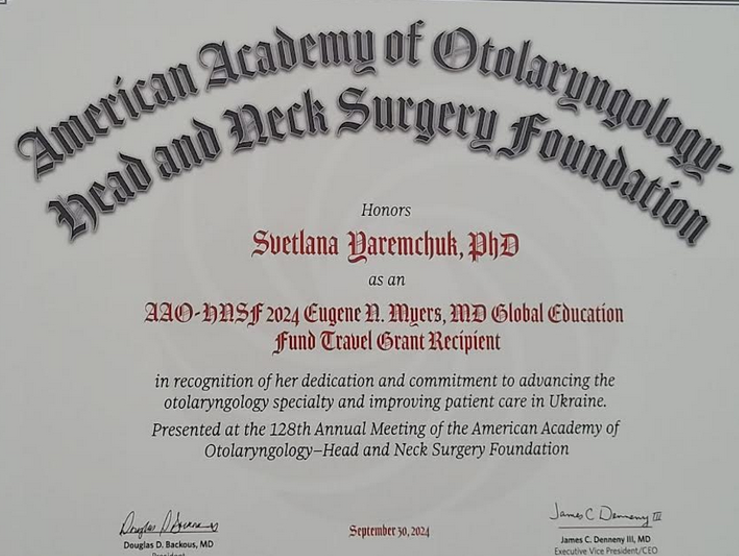 American Academy of Otolaryngology-
Head and Neck Surgery Foundation
Honors
Svetlana Yaremchuk, PhD
as an
AAO-HNSF 2024 Eugene N. Myers, MD Global Education
Fund Travel Grant Recipient
in recognition of her dedication and commitment to advancing the
otolaryngology specialty and improving patient care in Ukraine.
Presented at the 128th Annual Meeting of the American Academy of
Otolaryngology–Head and Neck Surgery Foundation
James C Denneny III
Douglas D. Backous, MD
September 30, 2024
James C. Denneny III, MD
President
Executive Vice President/CEO